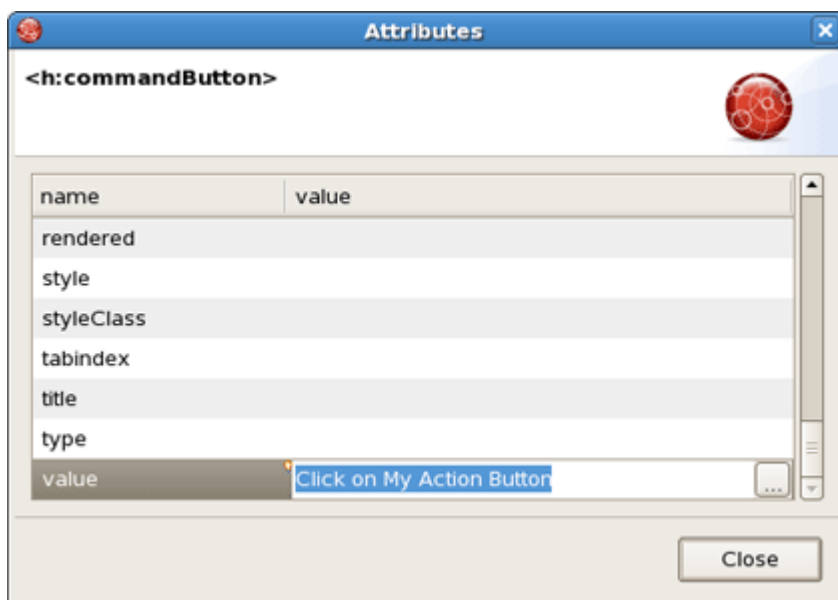 Attributes
<h:commandButton>
name value
rendered
style
styleClass
tabindex
title
type
value Click on My Action Button ...
Close